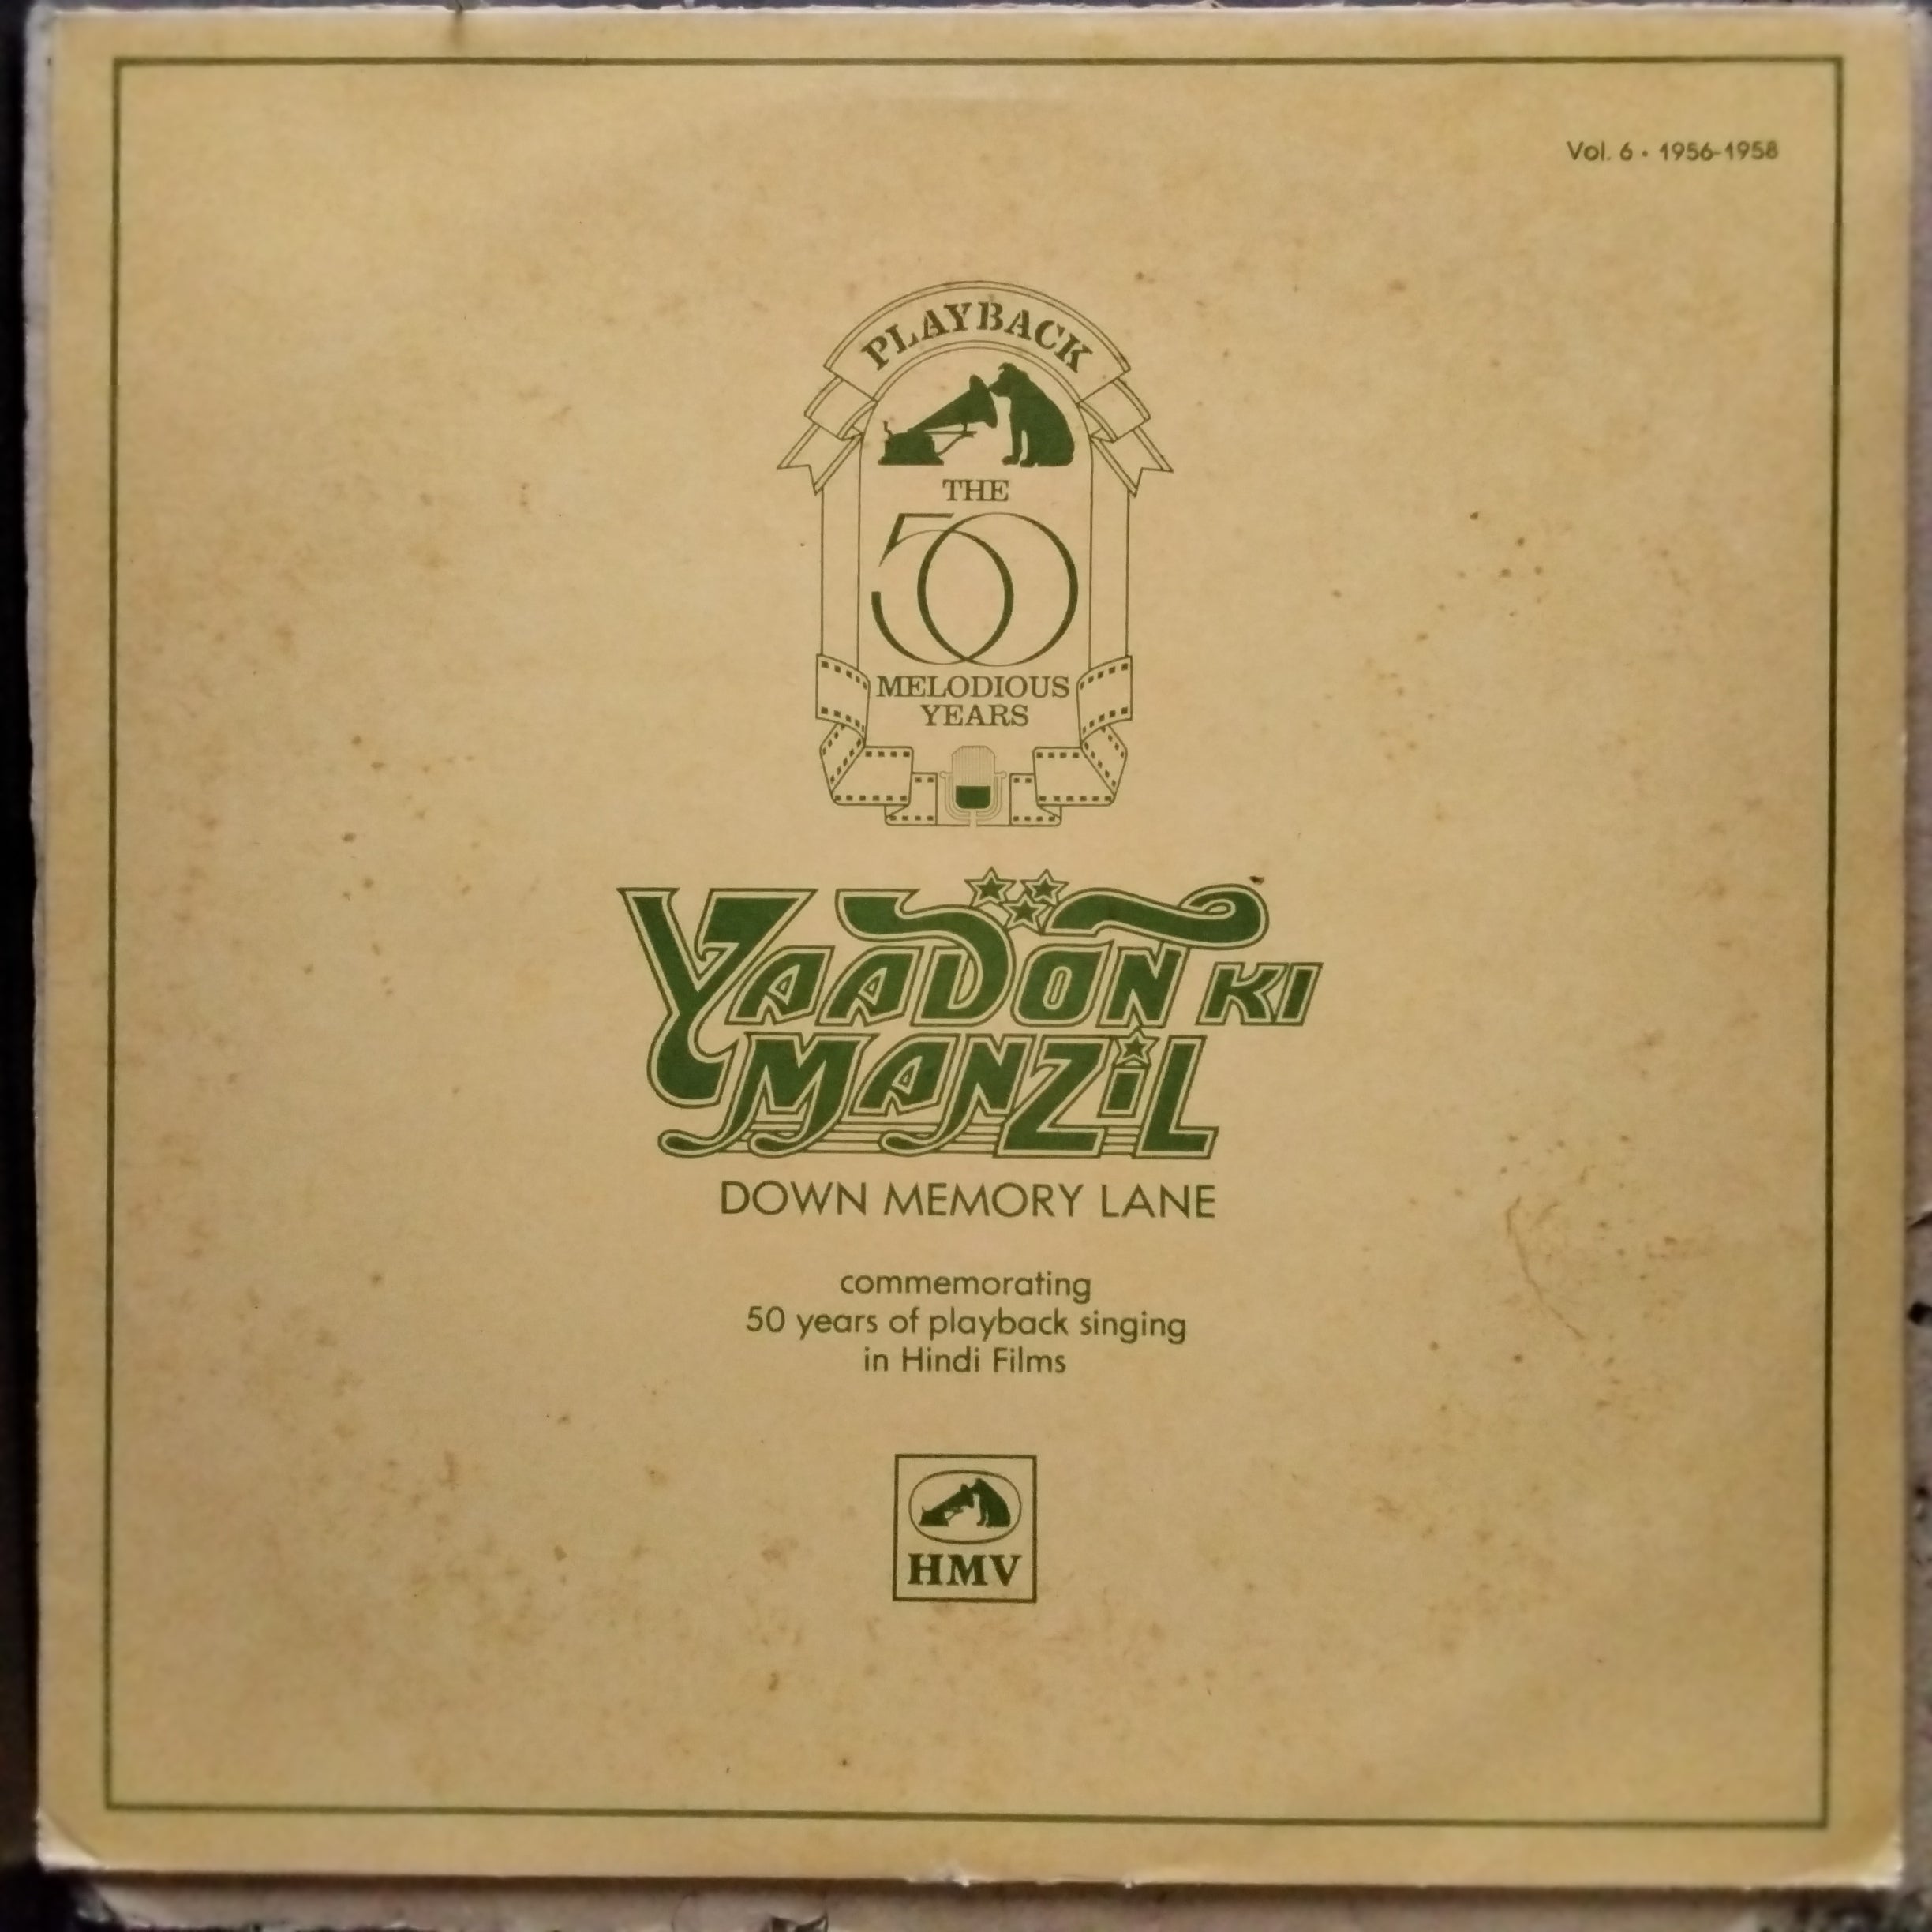 Vol. 6 • 1956-1958
PLAYBACK
THE
50
MELODIOUS
YEARS
YAADON KI
MANZIL
DOWN MEMORY LANE
commemorating
50 years of playback singing
in Hindi Films
HMV